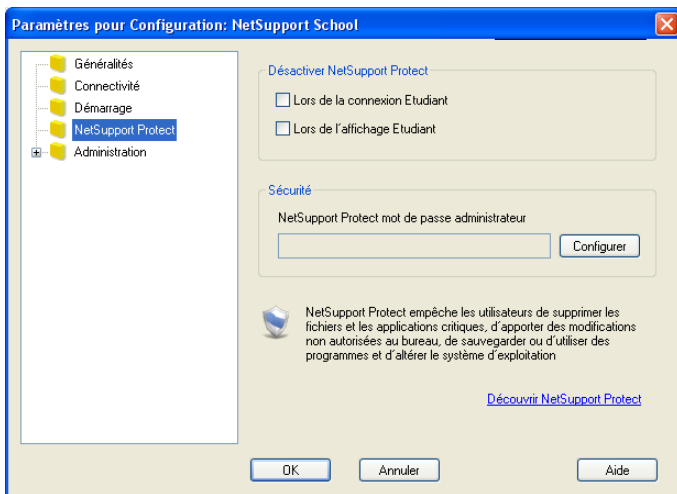 Paramètres pour Configuration: NetSupport School
Généralités
Connectivité
Démarrage
NetSupport Protect
Administration
Désactiver NetSupport Protect
Lors de la connexion Etudiant
Lors de l'affichage Etudiant
Sécurité
NetSupport Protect mot de passe administrateur
Configurer
NetSupport Protect empêche les utilisateurs de supprimer les
fichiers et les applications critiques, d'apporter des modifications
non autorisées au bureau, de sauvegarder ou d'utiliser des
programmes et d'altérer le système d'exploitation
Découvrir NetSupport Protect
OK
Annuler
Aide